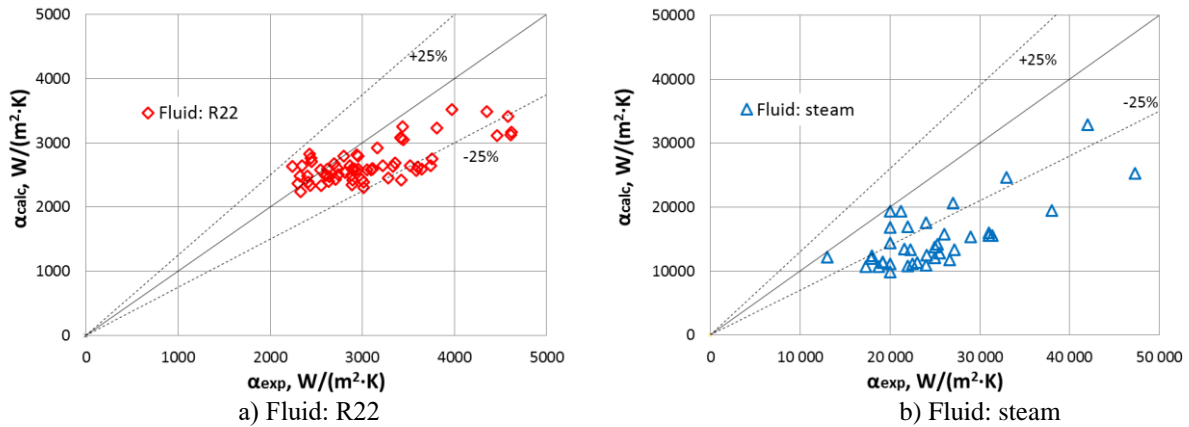 5000
4000
3000
2000
1000
0
αcalc, W/(m²·K)
+25%
Fluid: R22
-25%
0 1000 2000 3000 4000 5000
αexp, W/(m²·K)
a) Fluid: R22
50000
40000
30000
20000
10000
0
αcalc, W/(m²·K)
+25%
Fluid: steam
-25%
0 10 000 20 000 30 000 40 000 50 000
αexp, W/(m²·K)
b) Fluid: steam